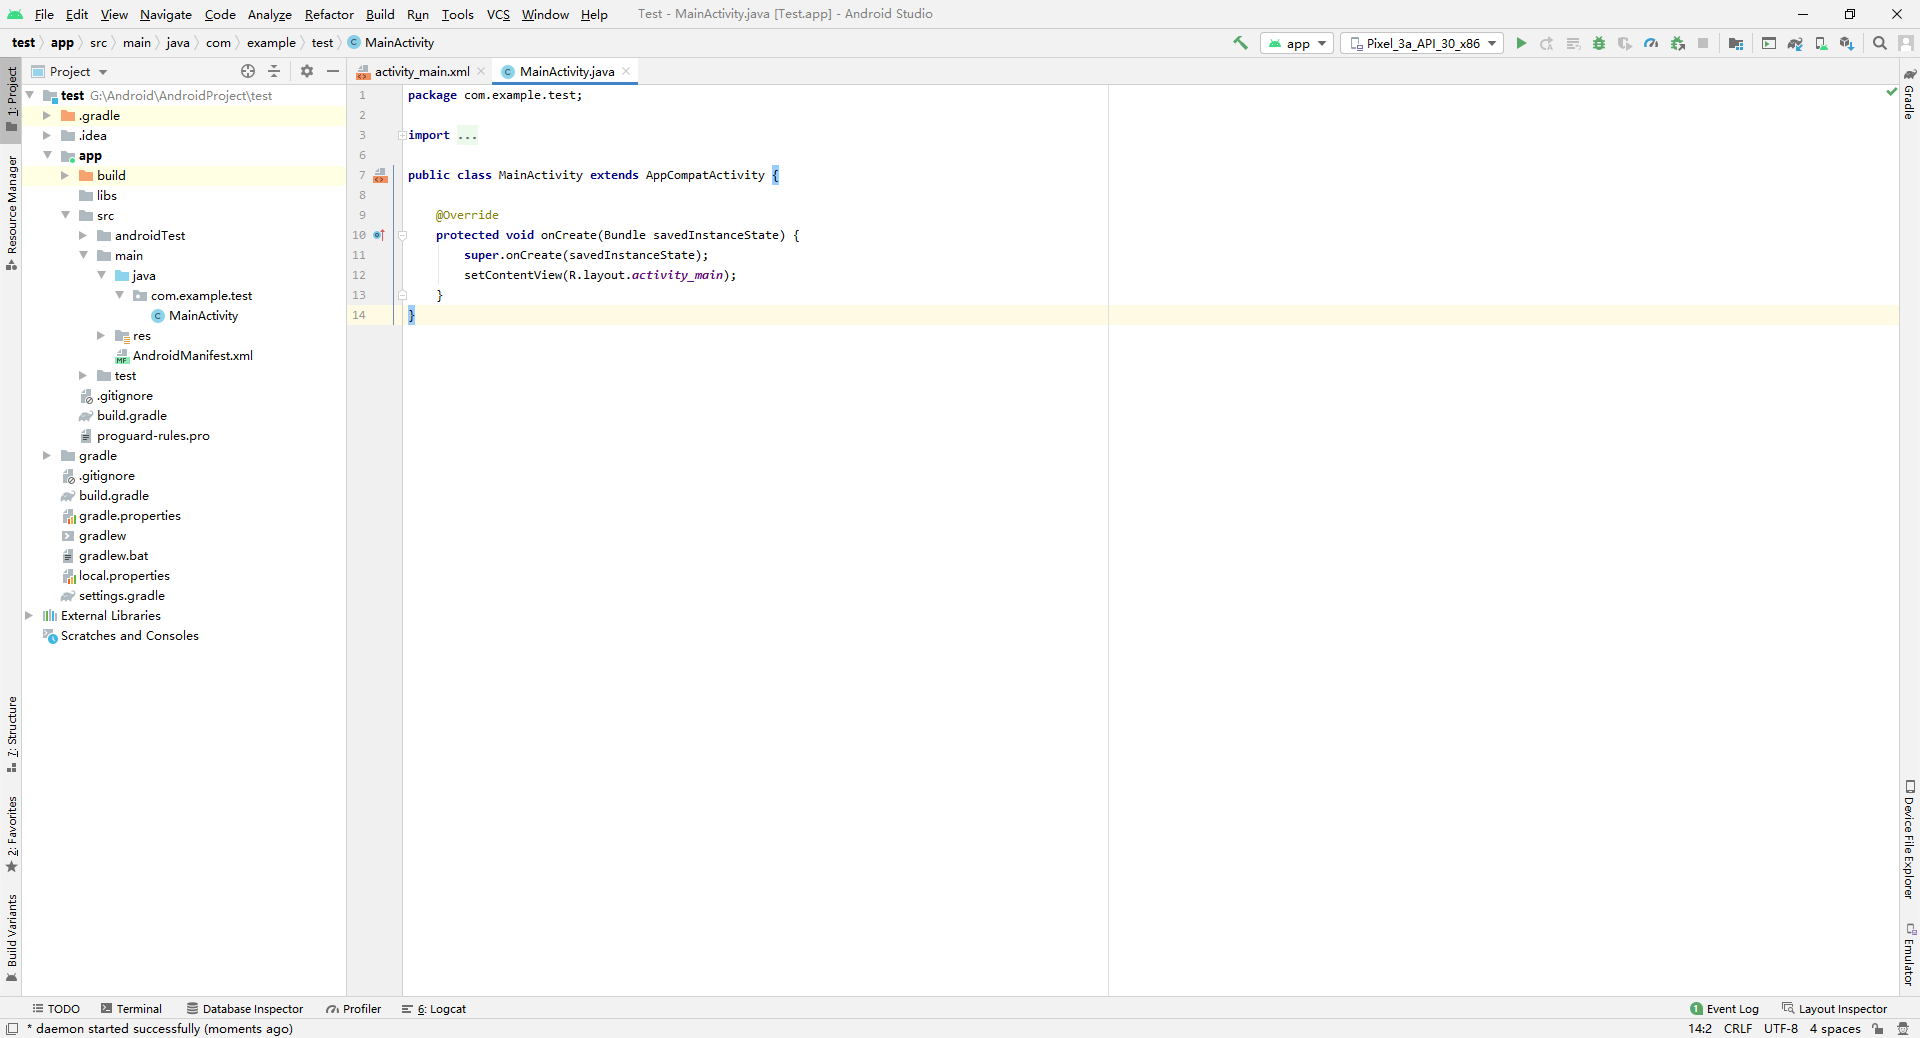 File Edit View Navigate Code Analyze Refactor Build Run Tools VCS Window Help Test - MainActivity.java [Test.app] - Android Studio
test app src main java com example test MainActivity
app Pixel_3a_API_30_x86
1: Project
Resource Manager
7: Structure
2: Favorites
Build Variants
Project
test G:\Android\AndroidProject\test
.gradle
.idea
app
build
libs
src
androidTest
main
java
com.example.test
MainActivity
res
AndroidManifest.xml
test
.gitignore
build.gradle
proguard-rules.pro
gradle
.gitignore
build.gradle
gradle.properties
gradlew
gradlew.bat
local.properties
settings.gradle
External Libraries
Scratches and Consoles
activity_main.xml MainActivity.java
1 package com.example.test;
2
3 import ...
6
7 public class MainActivity extends AppCompatActivity {
8
9 @Override
10 protected void onCreate(Bundle savedInstanceState) {
11 super.onCreate(savedInstanceState);
12 setContentView(R.layout.activity_main);
13 }
14 }
Gradle
Device File Explorer
Emulator
TODO Terminal Database Inspector Profiler 6: Logcat 1 Event Log Layout Inspector
* daemon started successfully (moments ago) 14:2 CRLF UTF-8 4 spaces